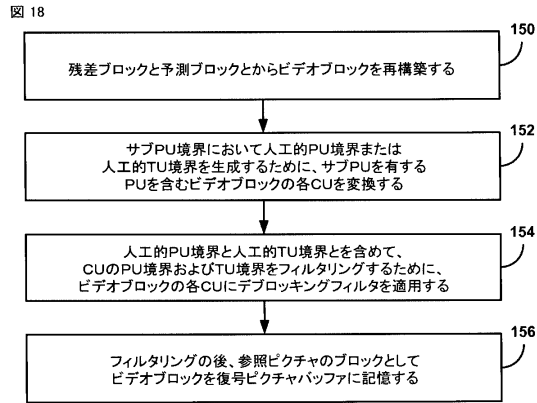 図 18
150
残差ブロックと予測ブロックとからビデオブロックを再構築する
152
サブPU境界において人工的PU境界または
人工的TU境界を生成するために、サブPUを有する
PUを含むビデオブロックの各CUを変換する
154
人工的PU境界と人工的TU境界とを含めて、
CUのPU境界およびTU境界をフィルタリングするために、
ビデオブロックの各CUにデブロッキングフィルタを適用する
156
フィルタリングの後、参照ピクチャのブロックとして
ビデオブロックを復号ピクチャバッファに記憶する